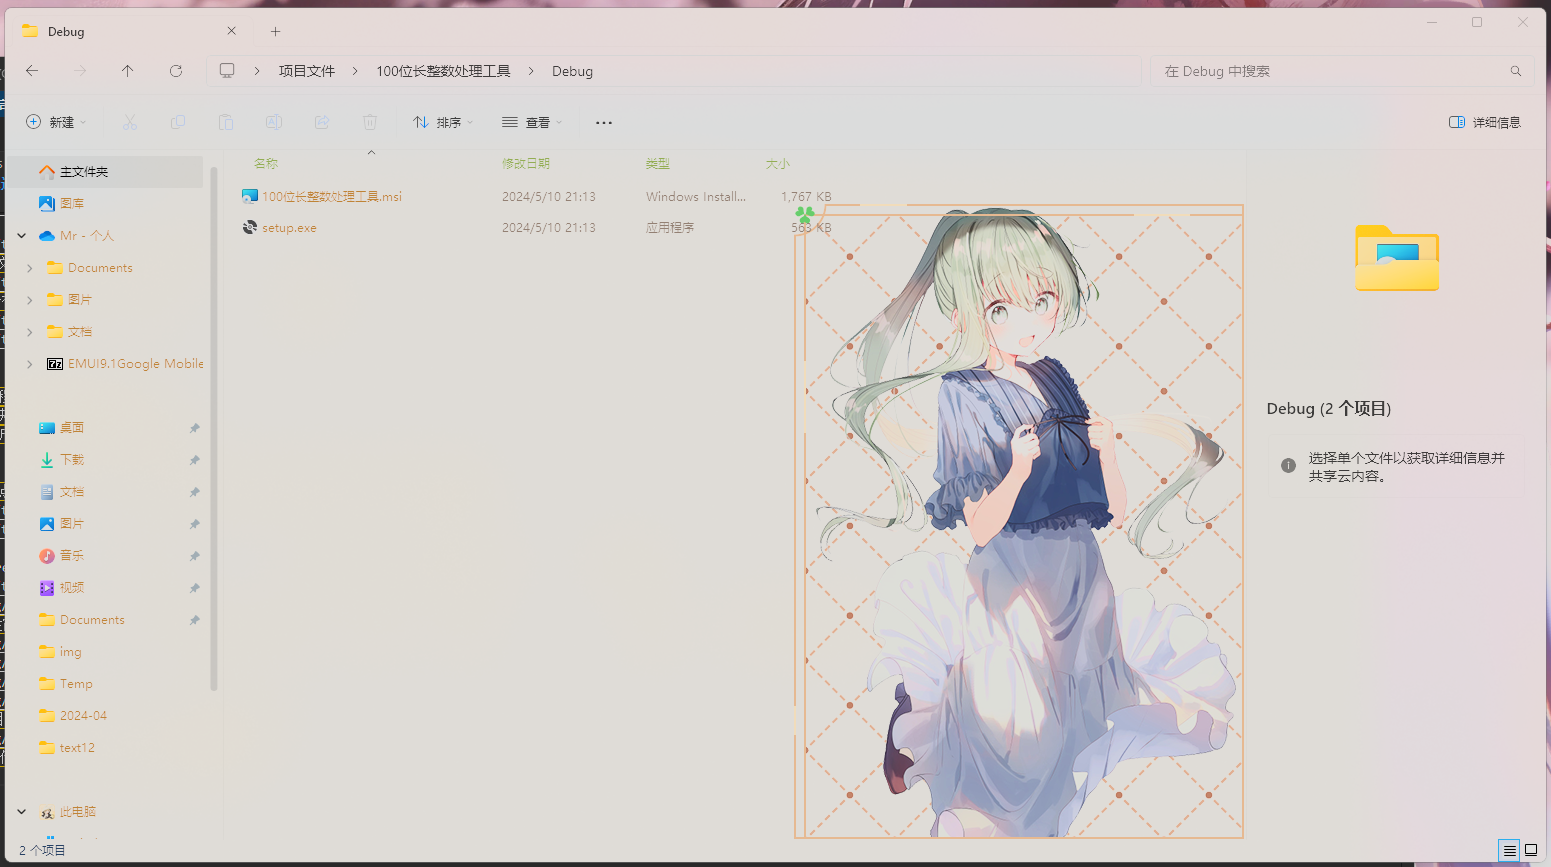 Debug
项目文件 100位长整数处理工具 Debug
在 Debug 中搜索
新建 排序 查看 ... 详细信息
名称 修改日期 类型 大小
100位长整数处理工具.msi 2024/5/10 21:13 Windows Install... 1,767 KB
setup.exe 2024/5/10 21:13 应用程序 563 KB
主文件夹
图库
Mr - 个人
Documents
图片
文档
EMUI9.1Google Mobile
桌面
下载
文档
图片
音乐
视频
Documents
img
Temp
2024-04
text12
此电脑
2 个项目
Debug (2 个项目)
选择单个文件以获取详细信息并
共享云内容。